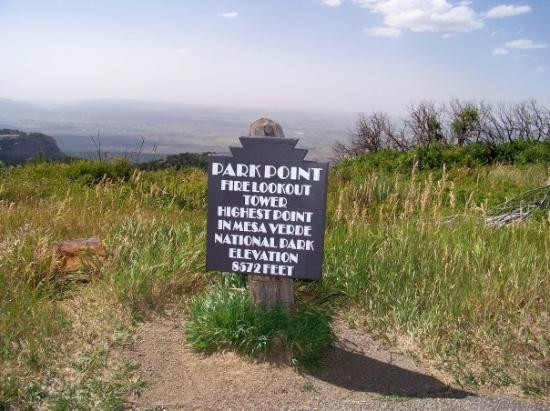 PARK POINT
FIRE LOOKOUT
TOWER
HIGHEST POINT
IN MESA VERDE
NATIONAL PARK
ELEVATION
8572 FEET